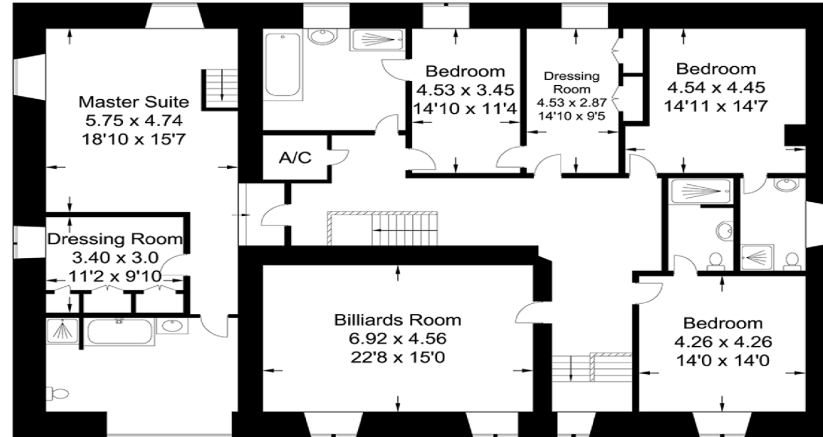 Master Suite
5.75 x 4.74
18'10 x 15'7
Bedroom
4.53 x 3.45
14'10 x 11'4
Dressing
Room
4.53 x 2.87
14'10 x 9'5
Bedroom
4.54 x 4.45
14'11 x 14'7
A/C
Dressing Room
3.40 x 3.0
11'2 x 9'10
Billiards Room
6.92 x 4.56
22'8 x 15'0
Bedroom
4.26 x 4.26
14'0 x 14'0